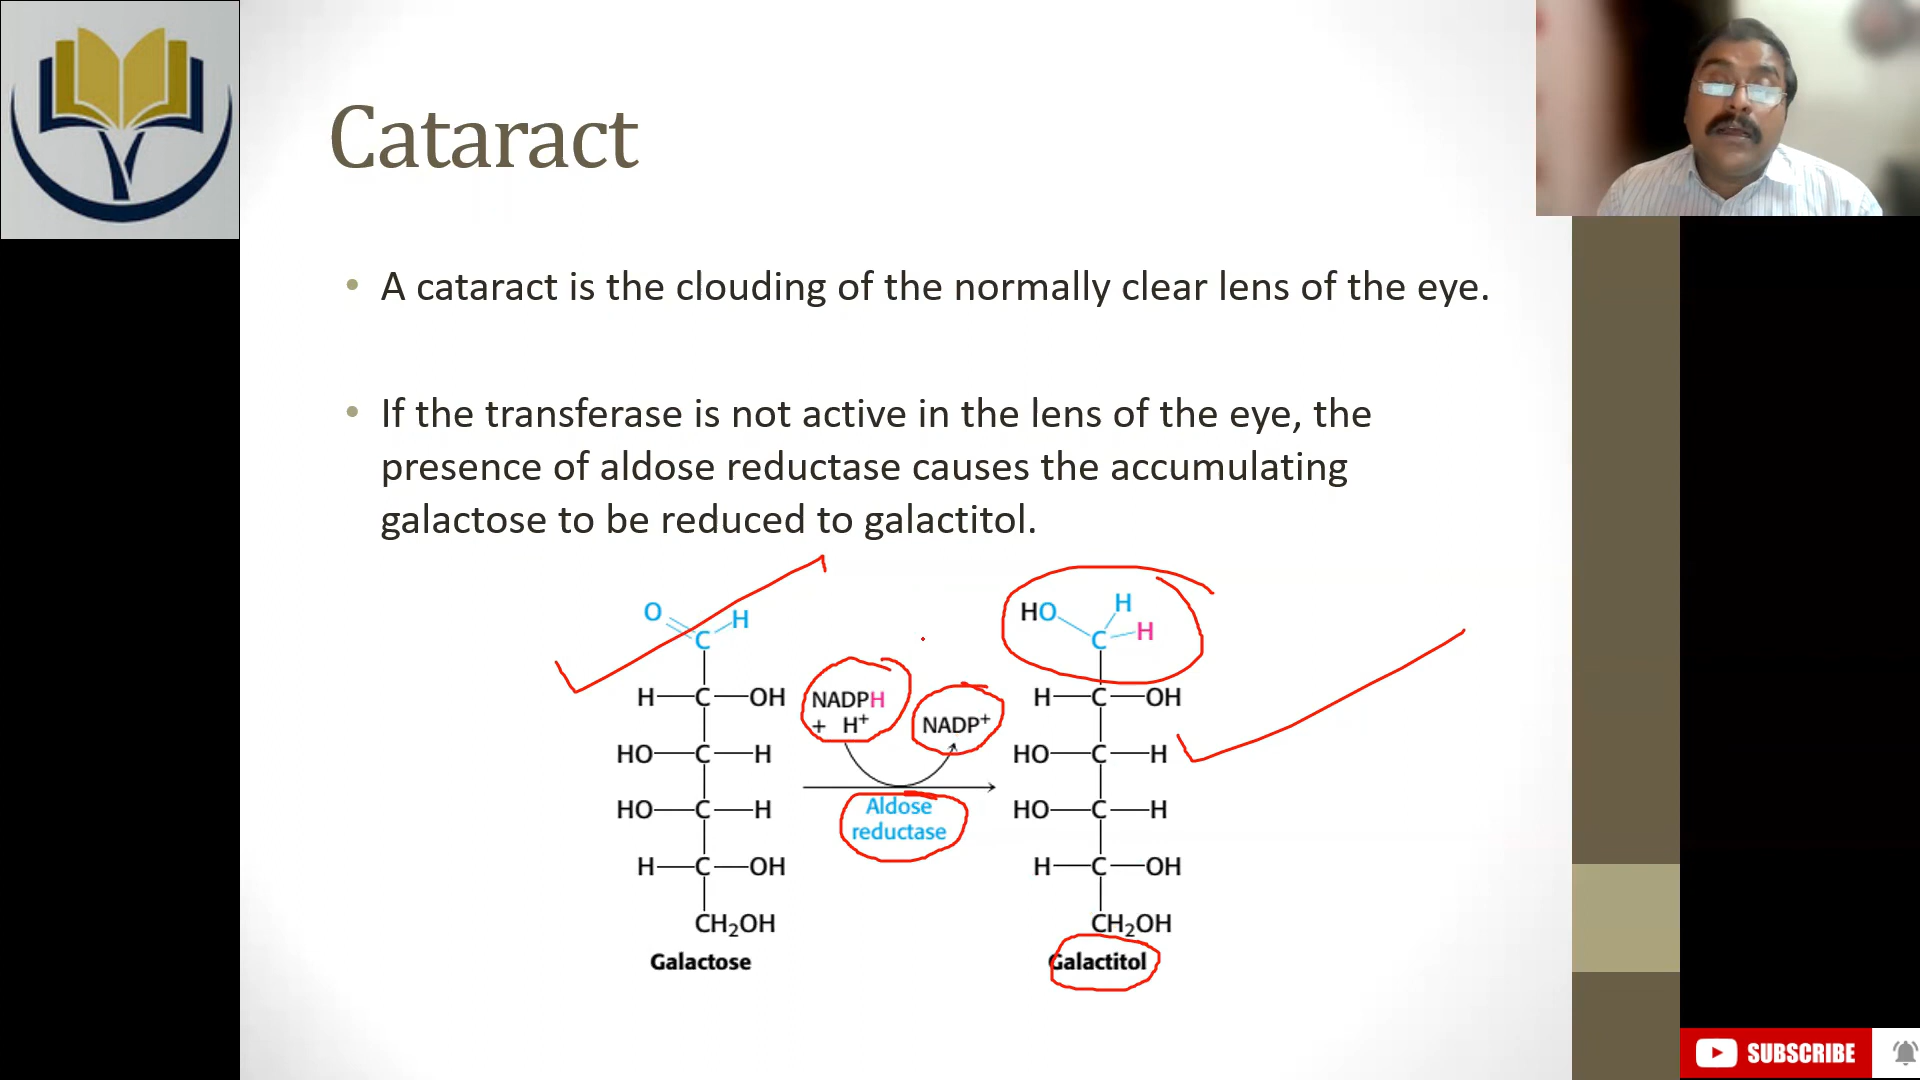 Cataract
• A cataract is the clouding of the normally clear lens of the eye.
• If the transferase is not active in the lens of the eye, the
presence of aldose reductase causes the accumulating
galactose to be reduced to galactitol.
O H
C
H C OH
HO C H
HO C H
H C OH
CH₂OH
Galactose
NADPH
+ H⁺
NADP⁺
Aldose
reductase
HO H
C H
H C OH
HO C H
HO C H
H C OH
CH₂OH
Galactitol
SUBSCRIBE